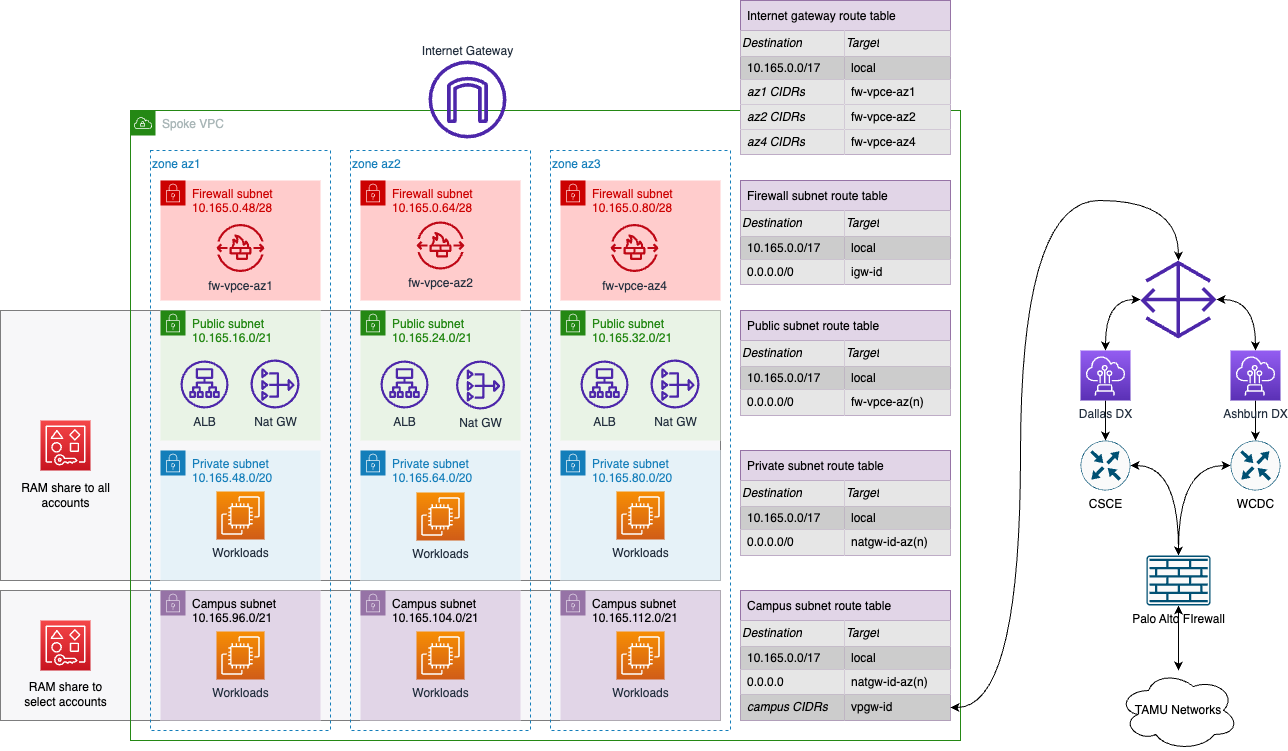 Internet Gateway
Spoke VPC
zone az1
Firewall subnet
10.165.0.48/28
fw-vpce-az1
Public subnet
10.165.16.0/21
ALB
Nat GW
Private subnet
10.165.48.0/20
Workloads
Campus subnet
10.165.96.0/21
Workloads
zone az2
Firewall subnet
10.165.0.64/28
fw-vpce-az2
Public subnet
10.165.24.0/21
ALB
Nat GW
Private subnet
10.165.64.0/20
Workloads
Campus subnet
10.165.104.0/21
Workloads
zone az3
Firewall subnet
10.165.0.80/28
fw-vpce-az4
Public subnet
10.165.32.0/21
ALB
Nat GW
Private subnet
10.165.80.0/20
Workloads
Campus subnet
10.165.112.0/21
Workloads
RAM share to all
accounts
RAM share to
select accounts
Internet gateway route table
Destination Target
10.165.0.0/17 local
az1 CIDRs fw-vpce-az1
az2 CIDRs fw-vpce-az2
az4 CIDRs fw-vpce-az4
Firewall subnet route table
Destination Target
10.165.0.0/17 local
0.0.0.0/0 igw-id
Public subnet route table
Destination Target
10.165.0.0/17 local
0.0.0.0/0 fw-vpce-az(n)
Private subnet route table
Destination Target
10.165.0.0/17 local
0.0.0.0/0 natgw-id-az(n)
Campus subnet route table
Destination Target
10.165.0.0/17 local
0.0.0.0 natgw-id-az(n)
campus CIDRs vpgw-id
Dallas DX
Ashburn DX
CSCE
WCDC
Palo Alto FIrewall
TAMU Networks